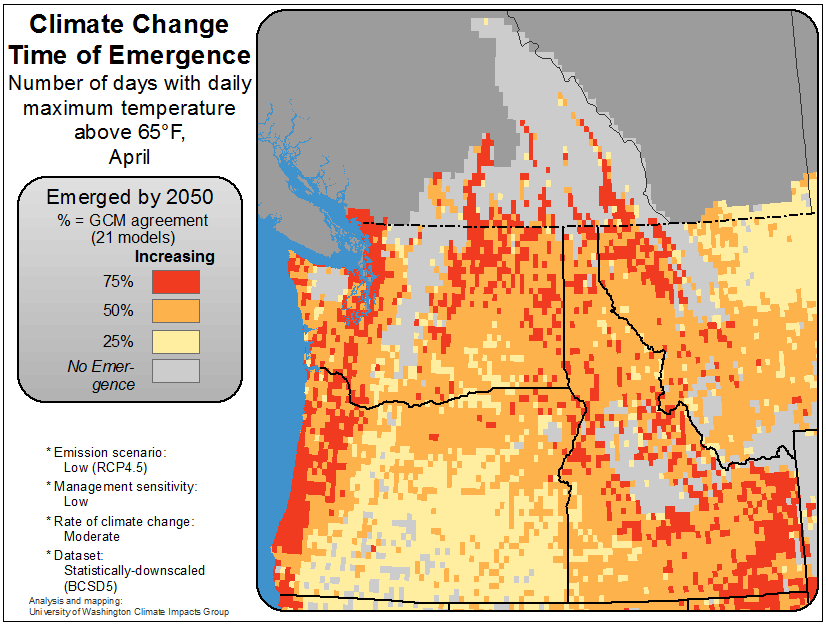 Climate Change
Time of Emergence
Number of days with daily
maximum temperature
above 65°F,
April
Emerged by 2050
% = GCM agreement
(21 models)
Increasing
75%
50%
25%
No Emer-
gence
* Emission scenario:
Low (RCP4.5)
* Management sensitivity:
Low
* Rate of climate change:
Moderate
* Dataset:
Statistically-downscaled
(BCSD5)
Analysis and mapping:
University of Washington Climate Impacts Group